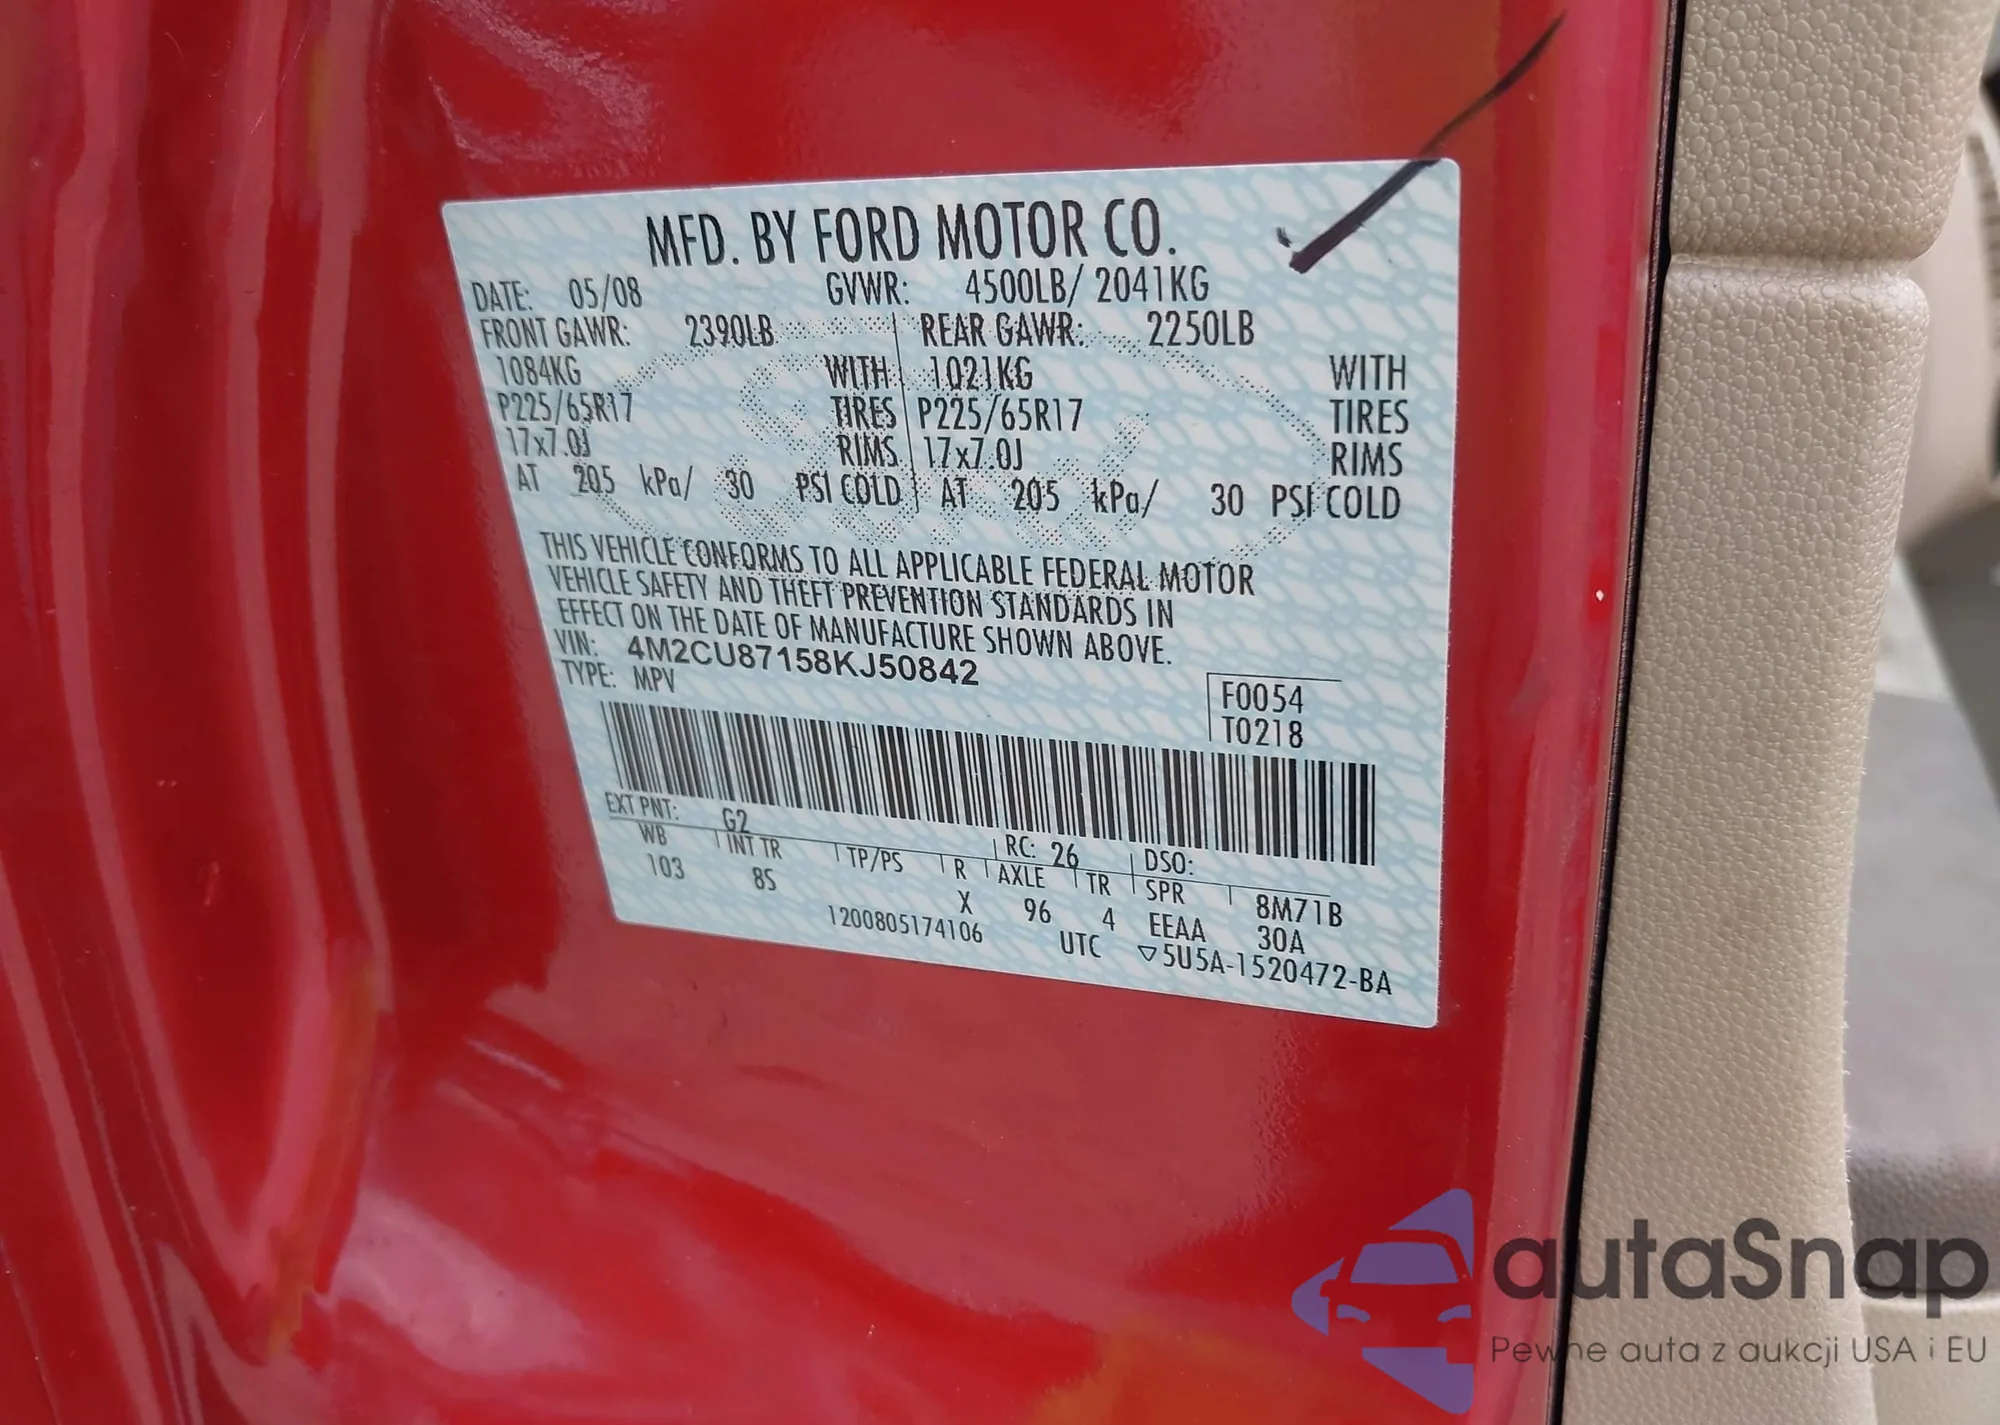 MFD. BY FORD MOTOR CO.
DATE: 05/08 GVWR: 4500LB/ 2041KG
FRONT GAWR: 2390LB REAR GAWR: 2250LB
1084KG WITH 1021KG WITH
P225/65R17 TIRES P225/65R17 TIRES
17x7.0J RIMS 17x7.0J RIMS
AT 205 kPa/ 30 PSI COLD AT 205 kPa/ 30 PSI COLD
THIS VEHICLE CONFORMS TO ALL APPLICABLE FEDERAL MOTOR
VEHICLE SAFETY AND THEFT PREVENTION STANDARDS IN
EFFECT ON THE DATE OF MANUFACTURE SHOWN ABOVE.
VIN: 4M2CU87158KJ50842
TYPE: MPV
F0054
T0218
EXT PNT: G2 RC: 26 DSO:
WB INT TR TP/PS R AXLE TR SPR 8M71B
103 8S X 96 4 EEAA 30A
1200805174106 UTC ▽5U5A-1520472-BA
autaSnap
Pewne auta z aukcji USA i EU